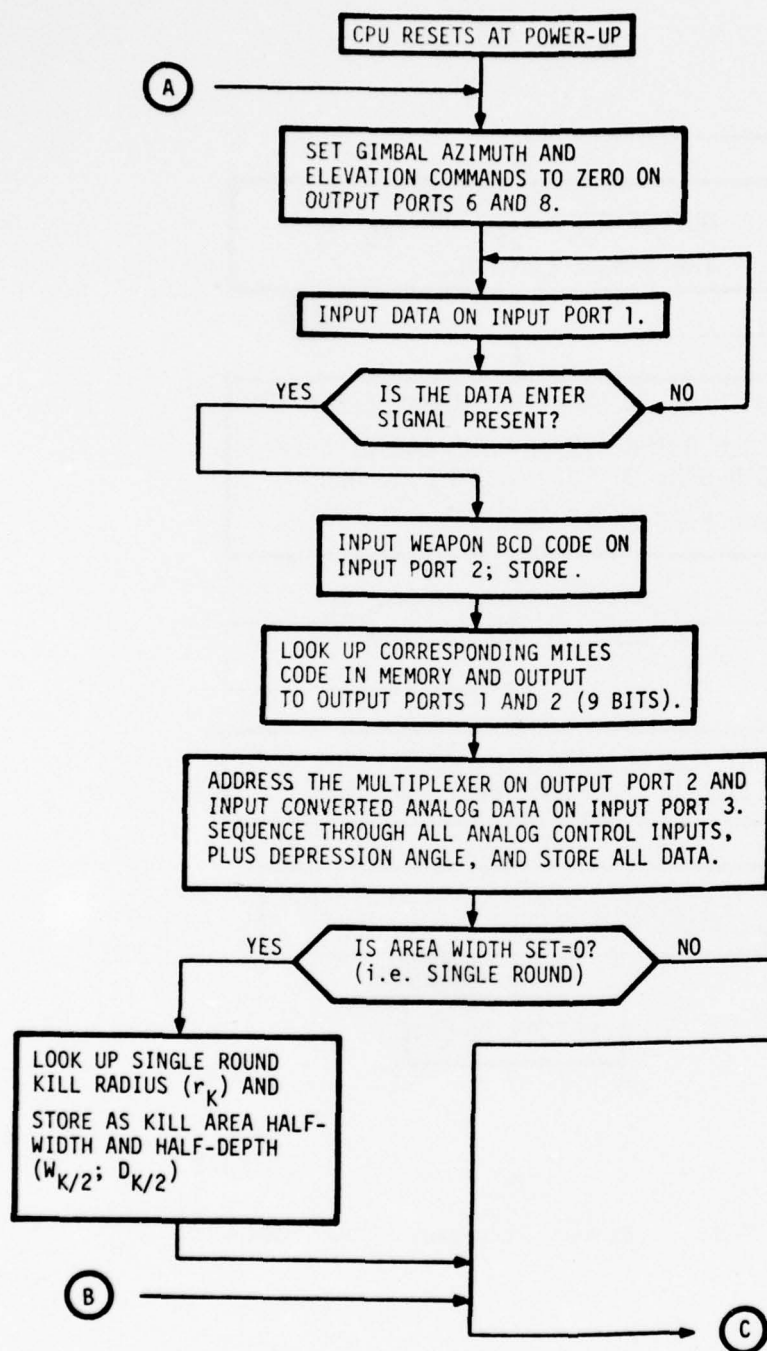 CPU RESETS AT POWER-UP
A
SET GIMBAL AZIMUTH AND
ELEVATION COMMANDS TO ZERO ON
OUTPUT PORTS 6 AND 8.
INPUT DATA ON INPUT PORT 1.
YES
IS THE DATA ENTER
SIGNAL PRESENT?
NO
INPUT WEAPON BCD CODE ON
INPUT PORT 2; STORE.
LOOK UP CORRESPONDING MILES
CODE IN MEMORY AND OUTPUT
TO OUTPUT PORTS 1 AND 2 (9 BITS).
ADDRESS THE MULTIPLEXER ON OUTPUT PORT 2 AND
INPUT CONVERTED ANALOG DATA ON INPUT PORT 3.
SEQUENCE THROUGH ALL ANALOG CONTROL INPUTS,
PLUS DEPRESSION ANGLE, AND STORE ALL DATA.
YES
IS AREA WIDTH SET=0?
(i.e. SINGLE ROUND)
NO
LOOK UP SINGLE ROUND
KILL RADIUS (r_K) AND
STORE AS KILL AREA HALF-
WIDTH AND HALF-DEPTH
(W_K/2; D_K/2)
B
C